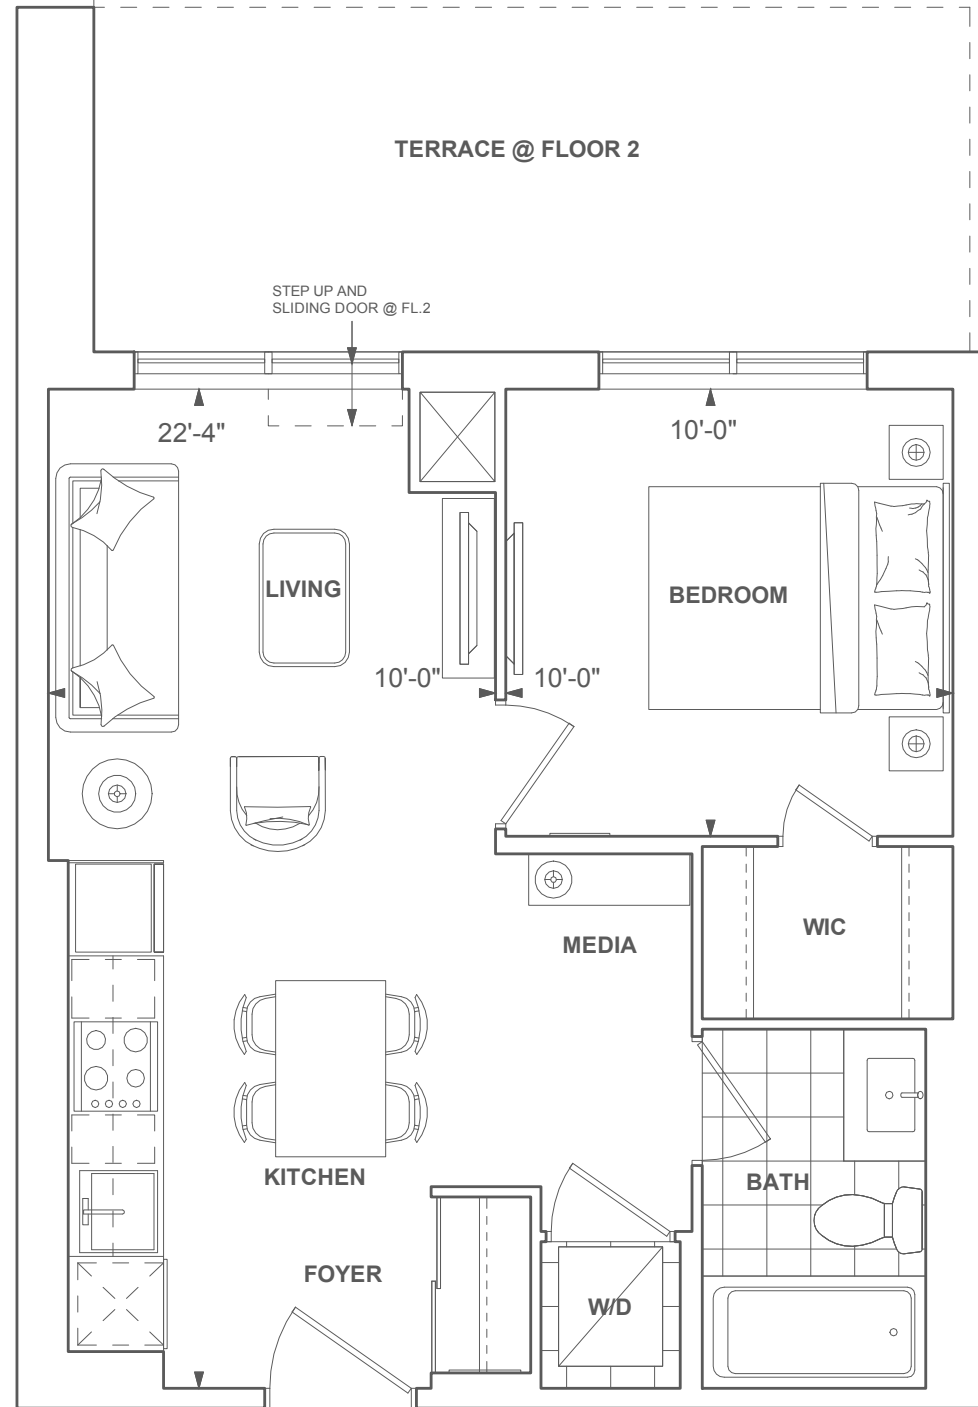 TERRACE @ FLOOR 2
STEP UP AND
SLIDING DOOR @ FL.2
22'-4"
10'-0"
LIVING
BEDROOM
10'-0"
10'-0"
WIC
MEDIA
KITCHEN
BATH
FOYER
W/D